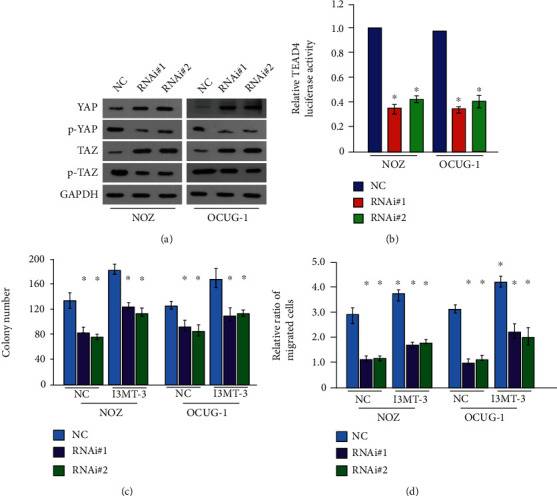 NC RNAi#1 RNAi#2 NC RNAi#1 RNAi#2
YAP
p-YAP
TAZ
p-TAZ
GAPDH
NOZ OCUG-1
(a)
Relative TEAD4
luciferase activity
1.2
1.0
0.8
0.6
0.4
0.2
0
* * * *
NOZ OCUG-1
NC
RNAi#1
RNAi#2
(b)
Colony number
200
160
120
80
40
0
* * * * * * * *
NC I3MT-3 NC I3MT-3
NOZ OCUG-1
NC
RNAi#1
RNAi#2
(c)
Relative ratio of
migrated cells
5.0
4.0
3.0
2.0
1.0
0
*
* * * * * * * * *
NC I3MT-3 NC I3MT-3
NOZ OCUG-1
NC
RNAi#1
RNAi#2
(d)